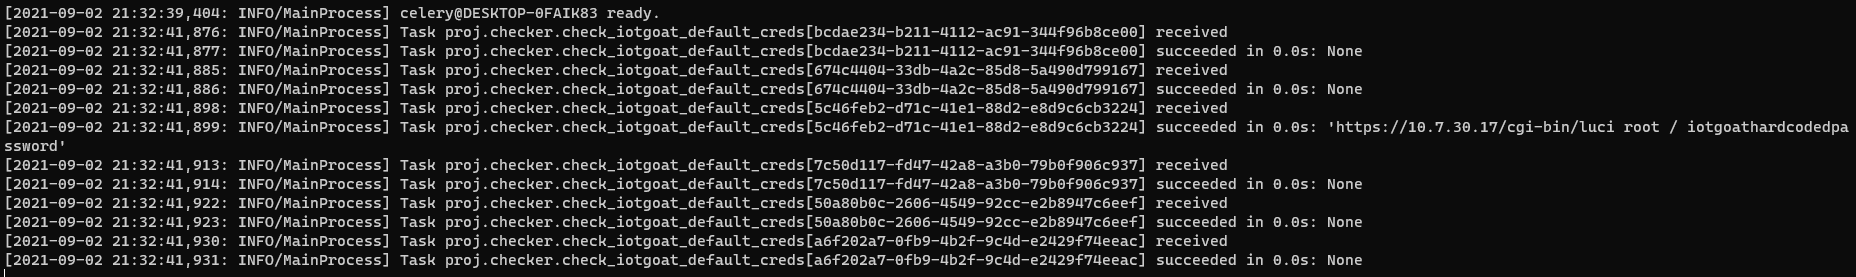 [2021-09-02 21:32:39,404: INFO/MainProcess] celery@DESKTOP-0FAIK83 ready.
[2021-09-02 21:32:41,876: INFO/MainProcess] Task proj.checker.check_iotgoat_default_creds[bcdae234-b211-4112-ac91-344f96b8ce00] received
[2021-09-02 21:32:41,877: INFO/MainProcess] Task proj.checker.check_iotgoat_default_creds[bcdae234-b211-4112-ac91-344f96b8ce00] succeeded in 0.0s: None
[2021-09-02 21:32:41,885: INFO/MainProcess] Task proj.checker.check_iotgoat_default_creds[674c4404-33db-4a2c-85d8-5a490d799167] received
[2021-09-02 21:32:41,886: INFO/MainProcess] Task proj.checker.check_iotgoat_default_creds[674c4404-33db-4a2c-85d8-5a490d799167] succeeded in 0.0s: None
[2021-09-02 21:32:41,898: INFO/MainProcess] Task proj.checker.check_iotgoat_default_creds[5c46feb2-d71c-41e1-88d2-e8d9c6cb3224] received
[2021-09-02 21:32:41,899: INFO/MainProcess] Task proj.checker.check_iotgoat_default_creds[5c46feb2-d71c-41e1-88d2-e8d9c6cb3224] succeeded in 0.0s: 'https://10.7.30.17/cgi-bin/luci root / iotgoathardcodedpa
ssword'
[2021-09-02 21:32:41,913: INFO/MainProcess] Task proj.checker.check_iotgoat_default_creds[7c50d117-fd47-42a8-a3b0-79b0f906c937] received
[2021-09-02 21:32:41,914: INFO/MainProcess] Task proj.checker.check_iotgoat_default_creds[7c50d117-fd47-42a8-a3b0-79b0f906c937] succeeded in 0.0s: None
[2021-09-02 21:32:41,922: INFO/MainProcess] Task proj.checker.check_iotgoat_default_creds[50a80b0c-2606-4549-92cc-e2b8947c6eef] received
[2021-09-02 21:32:41,923: INFO/MainProcess] Task proj.checker.check_iotgoat_default_creds[50a80b0c-2606-4549-92cc-e2b8947c6eef] succeeded in 0.0s: None
[2021-09-02 21:32:41,930: INFO/MainProcess] Task proj.checker.check_iotgoat_default_creds[a6f202a7-0fb9-4b2f-9c4d-e2429f74eeac] received
[2021-09-02 21:32:41,931: INFO/MainProcess] Task proj.checker.check_iotgoat_default_creds[a6f202a7-0fb9-4b2f-9c4d-e2429f74eeac] succeeded in 0.0s: None